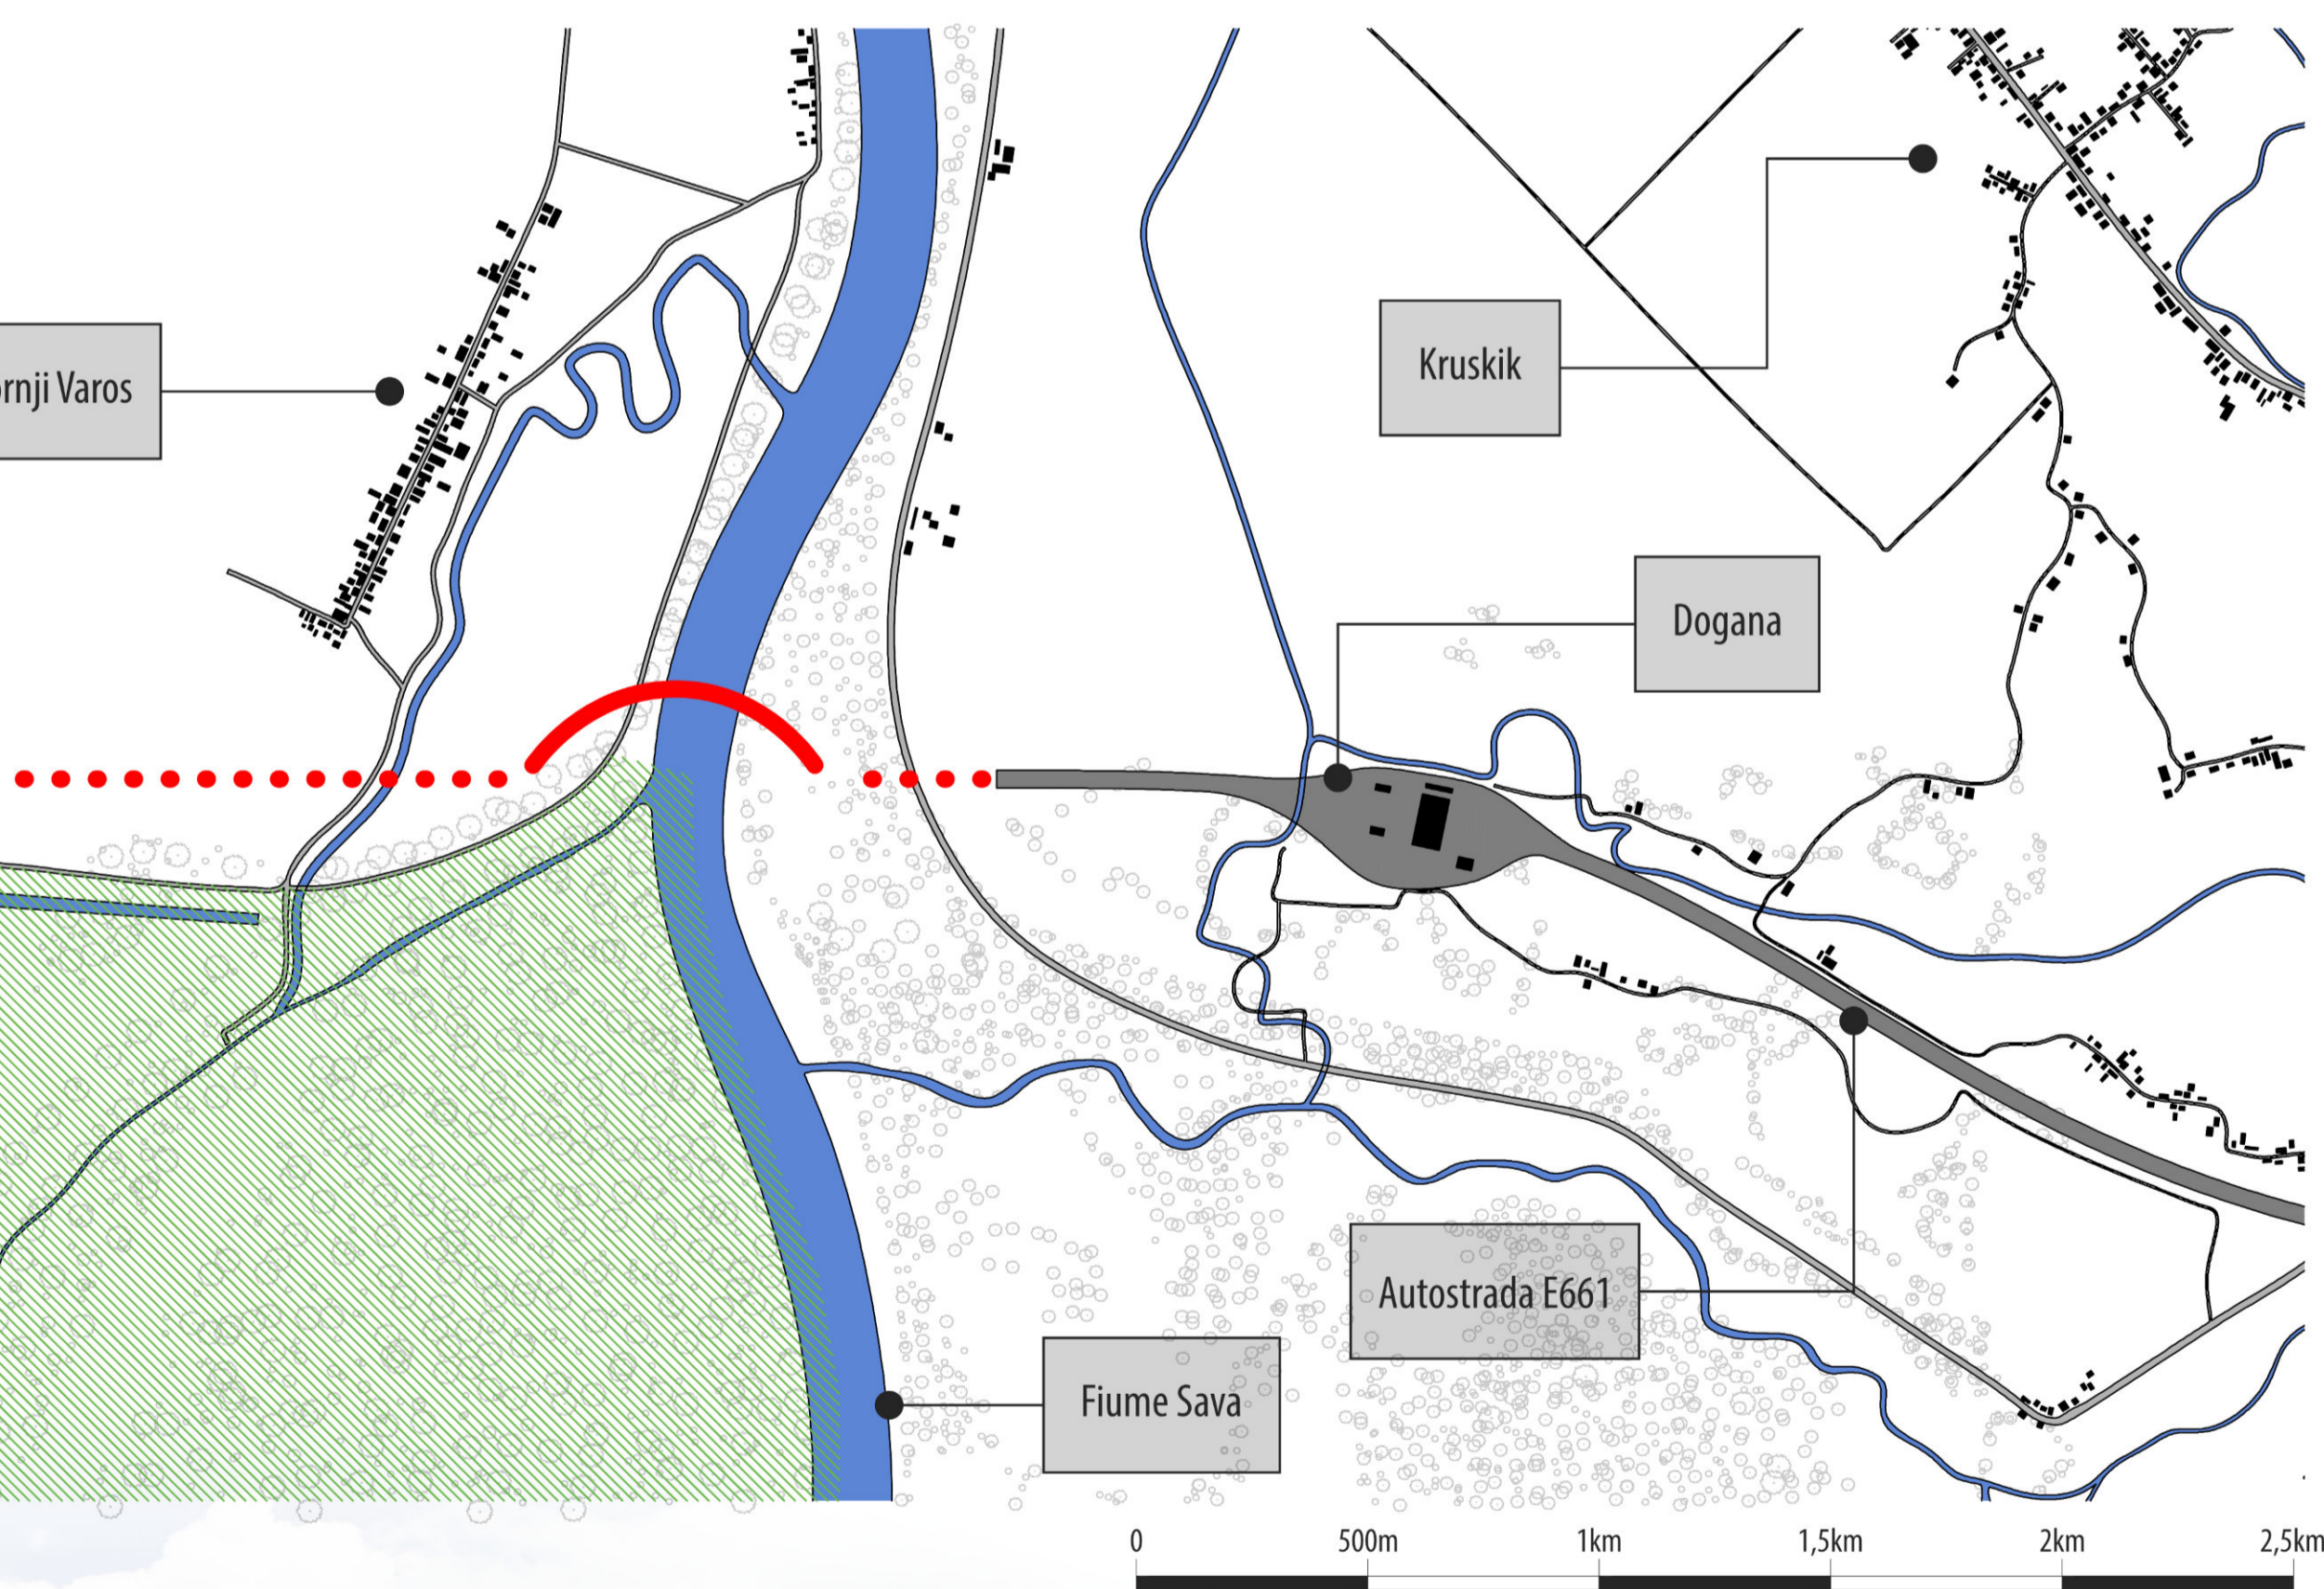 rnji Varos
Kruskik
Dogana
Autostrada E661
Fiume Sava
0 500m 1km 1,5km 2km 2,5km